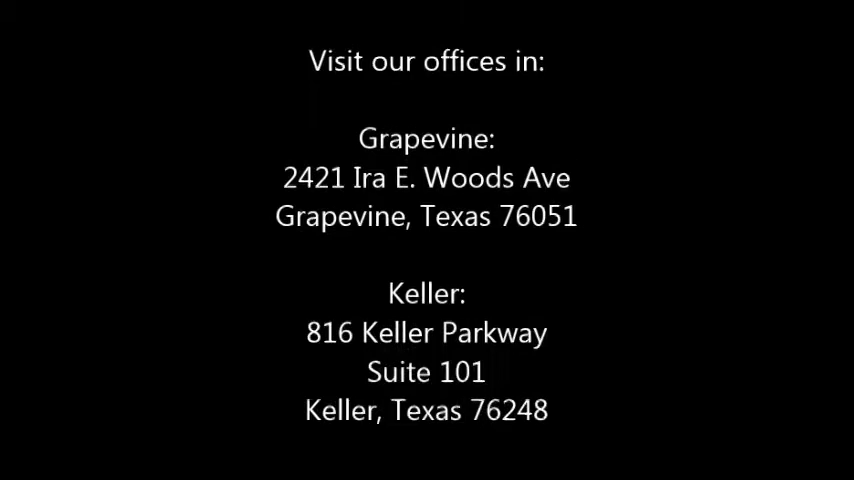 Visit our offices in:
Grapevine:
2421 Ira E. Woods Ave
Grapevine, Texas 76051
Keller:
816 Keller Parkway
Suite 101
Keller, Texas 76248